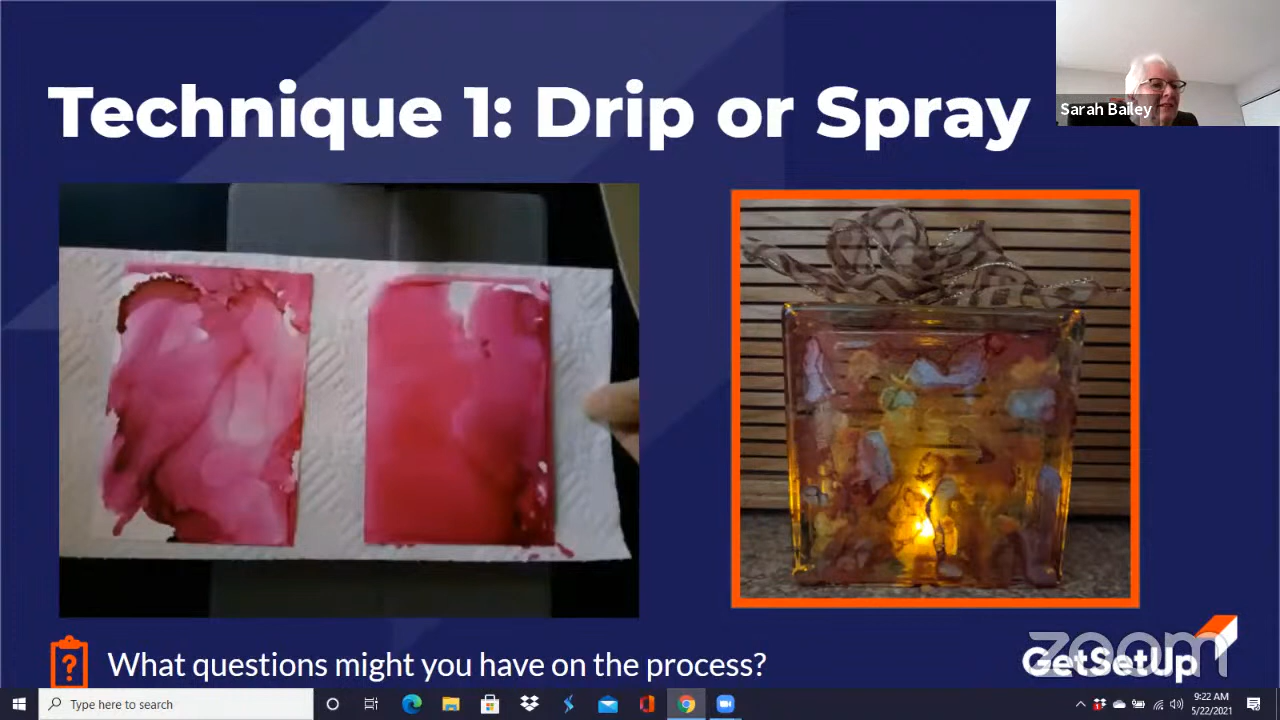 Technique 1: Drip or Spray
Sarah Bailey
?
What questions might you have on the process?
zoom
GetSetUp
Type here to search
9:22 AM
5/22/2021